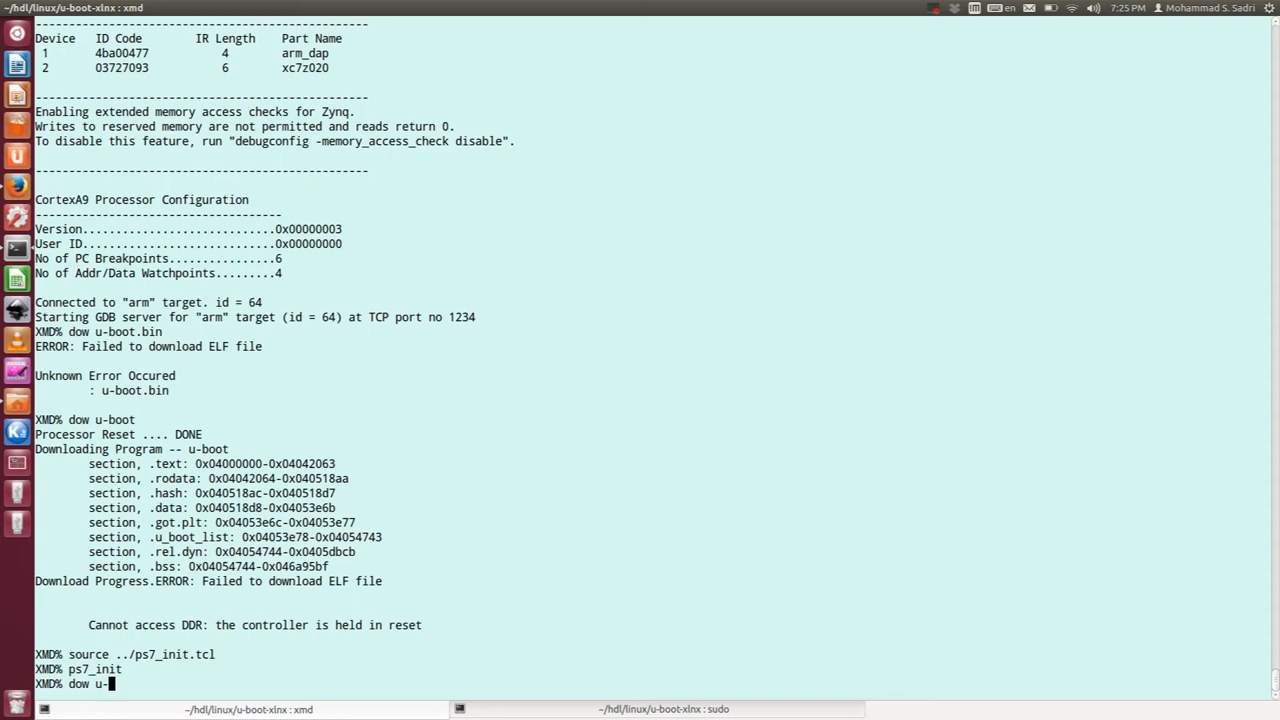 ~/hdl/linux/u-boot-xlnx : xmd
en
7:25 PM
Mohammad S. Sadri
-------------------------------------------------
Device   ID Code        IR Length    Part Name
1   4ba00477   4   arm_dap
2   03727093   6   xc7z020
-------------------------------------------------
Enabling extended memory access checks for Zynq.
Writes to reserved memory are not permitted and reads return 0.
To disable this feature, run "debugconfig -memory_access_check disable".
-------------------------------------------------
CortexA9 Processor Configuration
-------------------------------------
Version.............................0x00000003
User ID.............................0x00000000
No of PC Breakpoints................6
No of Addr/Data Watchpoints.........4
Connected to "arm" target. id = 64
Starting GDB server for "arm" target (id = 64) at TCP port no 1234
XMD% dow u-boot.bin
ERROR: Failed to download ELF file
Unknown Error Occured
: u-boot.bin
XMD% dow u-boot
Processor Reset .... DONE
Downloading Program -- u-boot
section, .text: 0x04000000-0x04042063
section, .rodata: 0x04042064-0x040518aa
section, .hash: 0x040518ac-0x040518d7
section, .data: 0x040518d8-0x04053e6b
section, .got.plt: 0x04053e6c-0x04053e77
section, .u_boot_list: 0x04053e78-0x04054743
section, .rel.dyn: 0x04054744-0x0405dbcb
section, .bss: 0x04054744-0x046a95bf
Download Progress.ERROR: Failed to download ELF file
Cannot access DDR: the controller is held in reset
XMD% source ../ps7_init.tcl
XMD% ps7_init
XMD% dow u-
~/hdl/linux/u-boot-xlnx : xmd
~/hdl/linux/u-boot-xlnx : sudo